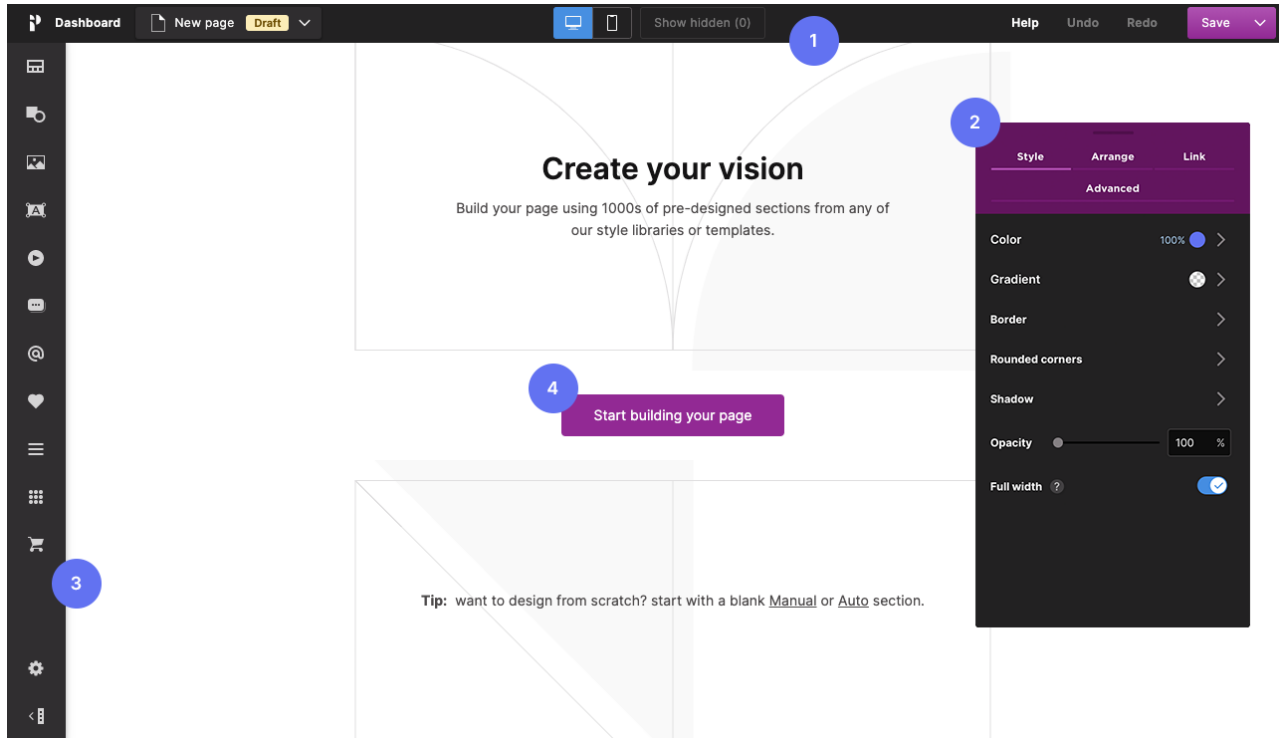 Dashboard New page Draft Show hidden (0) Help Undo Redo Save
1
2
Style Arrange Link
Advanced
Create your vision
Build your page using 1000s of pre-designed sections from any of
our style libraries or templates.
Color 100%
Gradient
Border
Rounded corners
Shadow
Opacity 100 %
Full width ?
4
Start building your page
3
Tip: want to design from scratch? start with a blank Manual or Auto section.